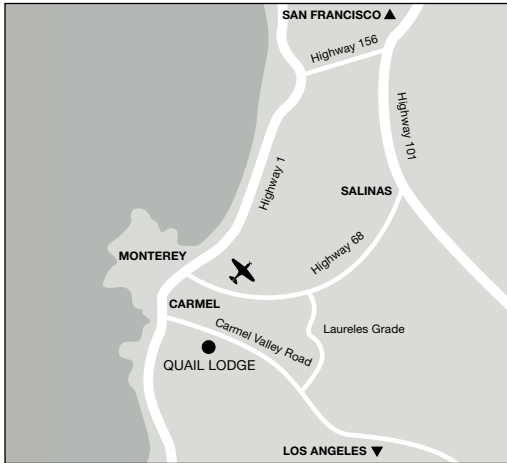 SAN FRANCISCO ▲
Highway 156
Highway 101
Highway 1
SALINAS
Highway 68
MONTEREY
CARMEL
Carmel Valley Road
Laureles Grade
QUAIL LODGE
LOS ANGELES ▼